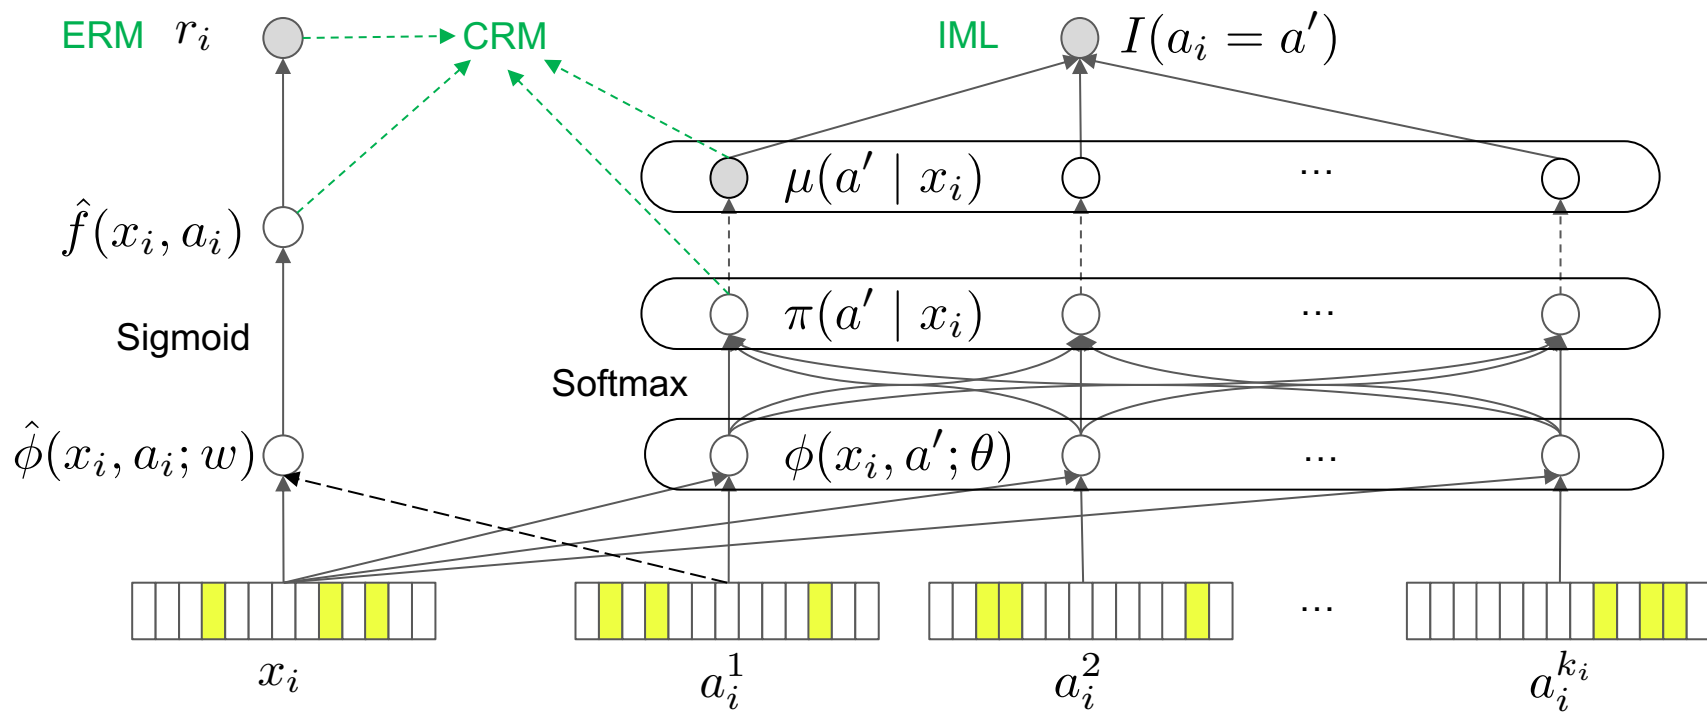 ERM r_i CRM IML I(a_i = a′)
μ(a′ | x_i) ...
f̂(x_i, a_i)
π(a′ | x_i) ...
Sigmoid
Softmax
ϕ̂(x_i, a_i; w) ϕ(x_i, a′; θ) ...
...
x_i a_i^1 a_i^2 a_i^{k_i}